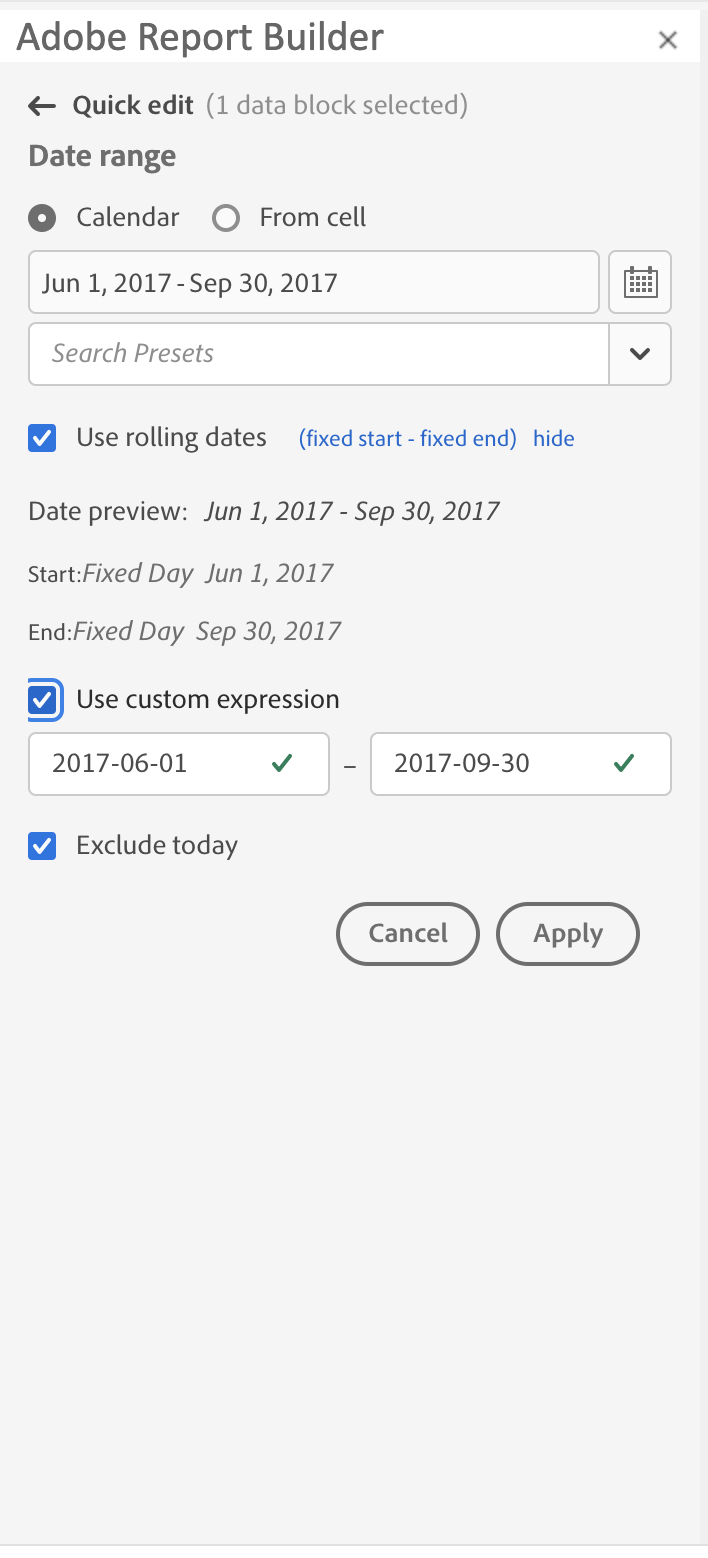 Adobe Report Builder
Quick edit (1 data block selected)
Date range
Calendar From cell
Jun 1, 2017 - Sep 30, 2017
Search Presets
Use rolling dates (fixed start - fixed end) hide
Date preview: Jun 1, 2017 - Sep 30, 2017
Start:Fixed Day Jun 1, 2017
End:Fixed Day Sep 30, 2017
Use custom expression
2017-06-01 – 2017-09-30
Exclude today
Cancel Apply